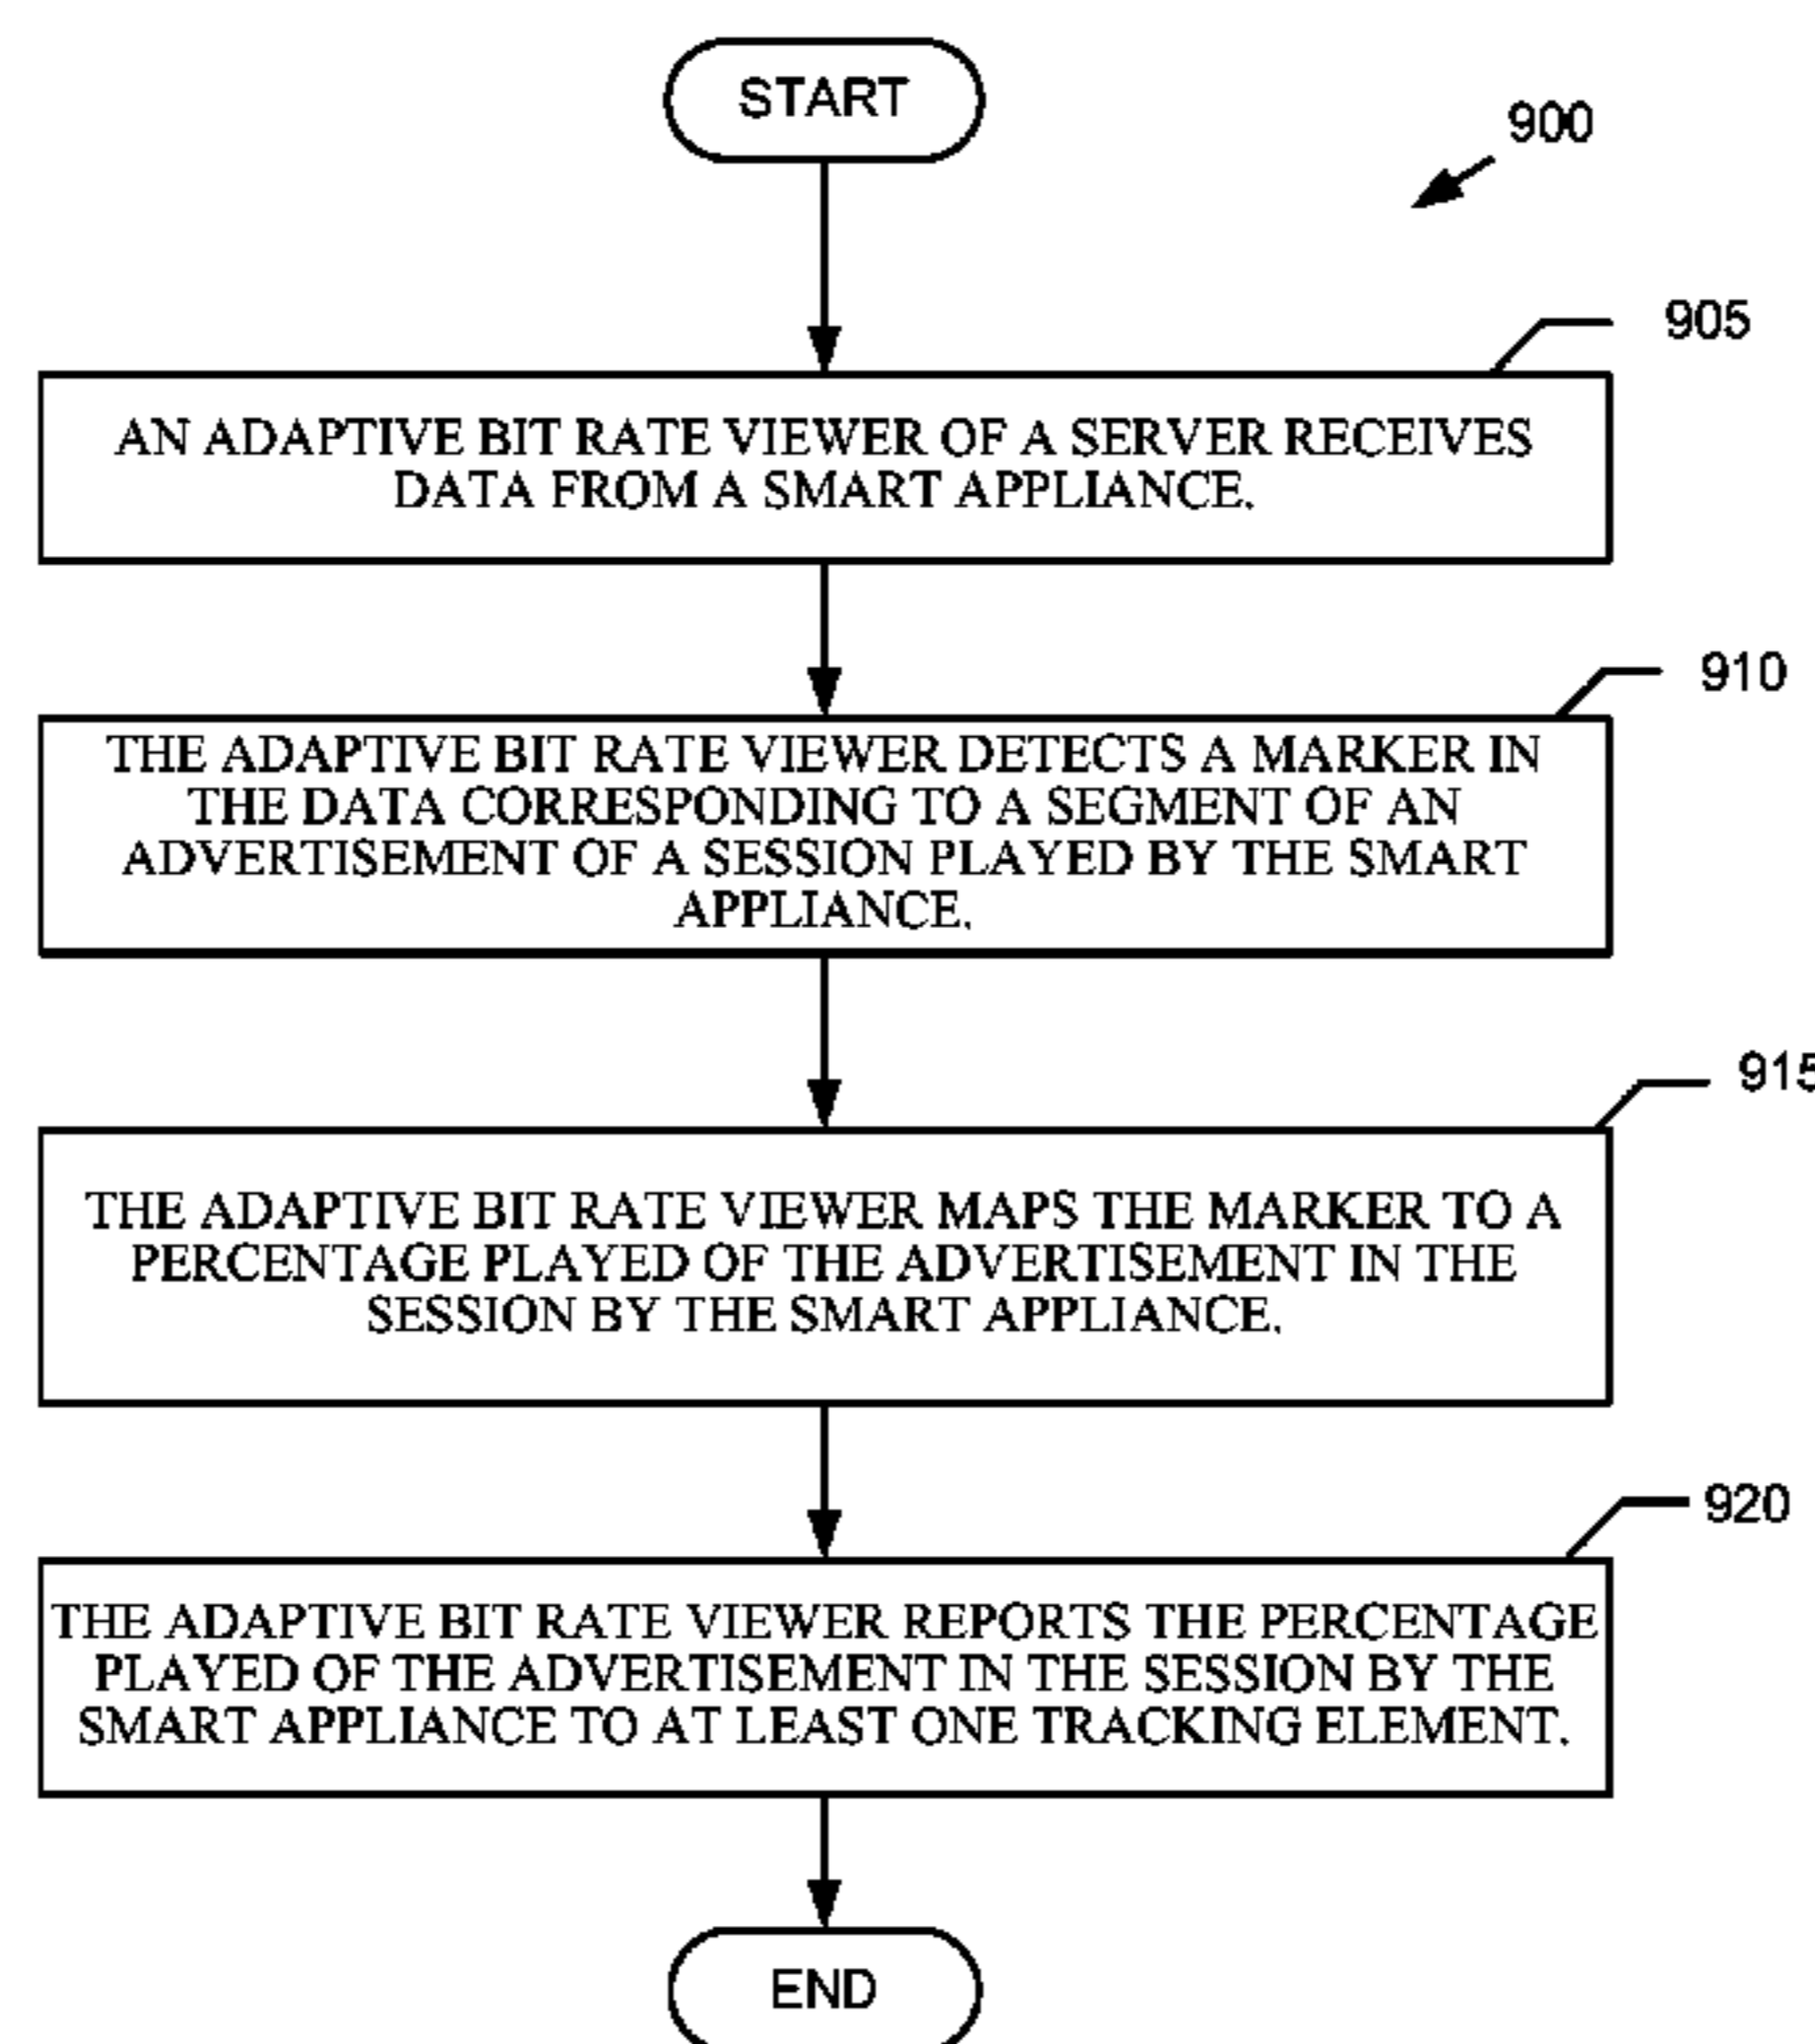 START
900
905
AN ADAPTIVE BIT RATE VIEWER OF A SERVER RECEIVES
DATA FROM A SMART APPLIANCE.
910
THE ADAPTIVE BIT RATE VIEWER DETECTS A MARKER IN
THE DATA CORRESPONDING TO A SEGMENT OF AN
ADVERTISEMENT OF A SESSION PLAYED BY THE SMART
APPLIANCE.
915
THE ADAPTIVE BIT RATE VIEWER MAPS THE MARKER TO A
PERCENTAGE PLAYED OF THE ADVERTISEMENT IN THE
SESSION BY THE SMART APPLIANCE.
920
THE ADAPTIVE BIT RATE VIEWER REPORTS THE PERCENTAGE
PLAYED OF THE ADVERTISEMENT IN THE SESSION BY THE
SMART APPLIANCE TO AT LEAST ONE TRACKING ELEMENT.
END